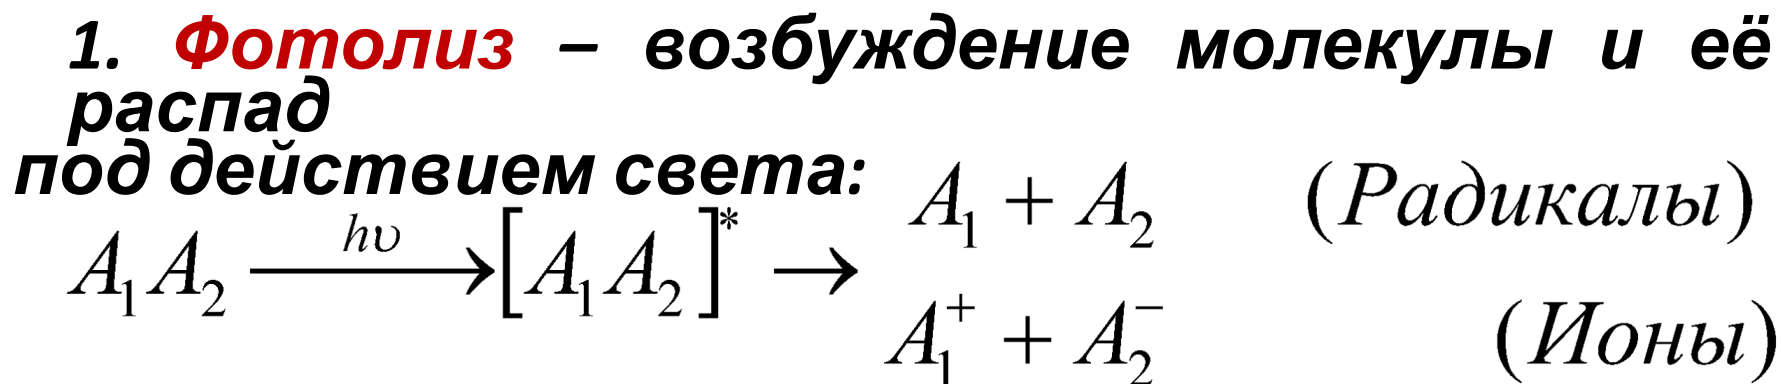 1. Фотолиз – возбуждение молекулы и её
распад
под действием света:
A₁ + A₂ (Радикалы)
A₁A₂ —hυ→ [A₁A₂]* →
A₁⁺ + A₂⁻ (Ионы)